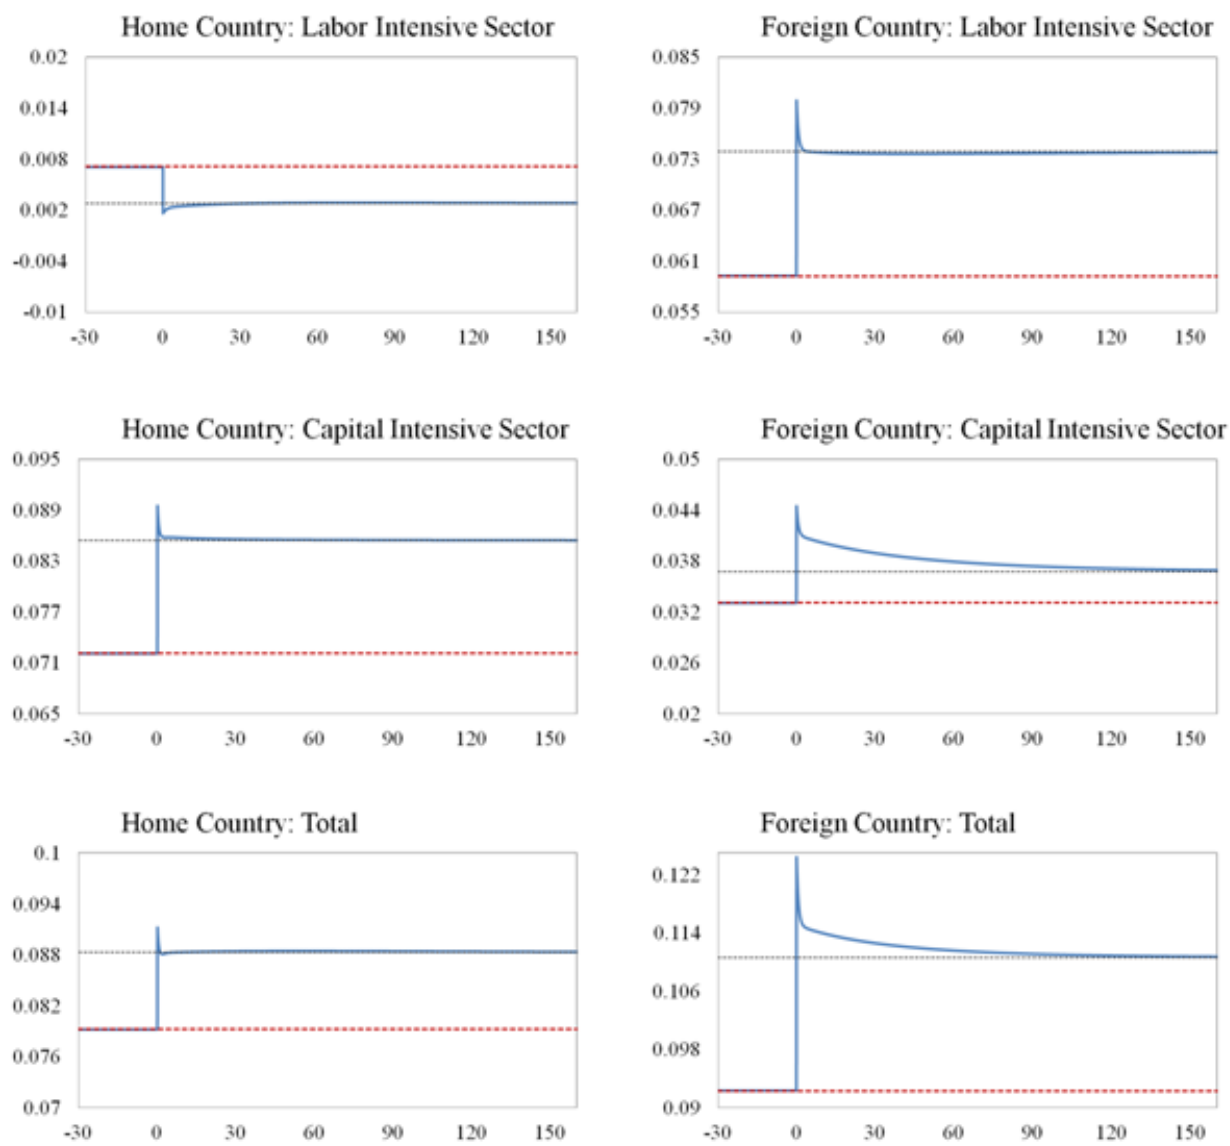 Home Country: Labor Intensive Sector
0.02
0.014
0.008
0.002
-0.004
-0.01
-30 0 30 60 90 120 150
Foreign Country: Labor Intensive Sector
0.085
0.079
0.073
0.067
0.061
0.055
-30 0 30 60 90 120 150
Home Country: Capital Intensive Sector
0.095
0.089
0.083
0.077
0.071
0.065
-30 0 30 60 90 120 150
Foreign Country: Capital Intensive Sector
0.05
0.044
0.038
0.032
0.026
0.02
-30 0 30 60 90 120 150
Home Country: Total
0.1
0.094
0.088
0.082
0.076
0.07
-30 0 30 60 90 120 150
Foreign Country: Total
0.122
0.114
0.106
0.098
0.09
-30 0 30 60 90 120 150